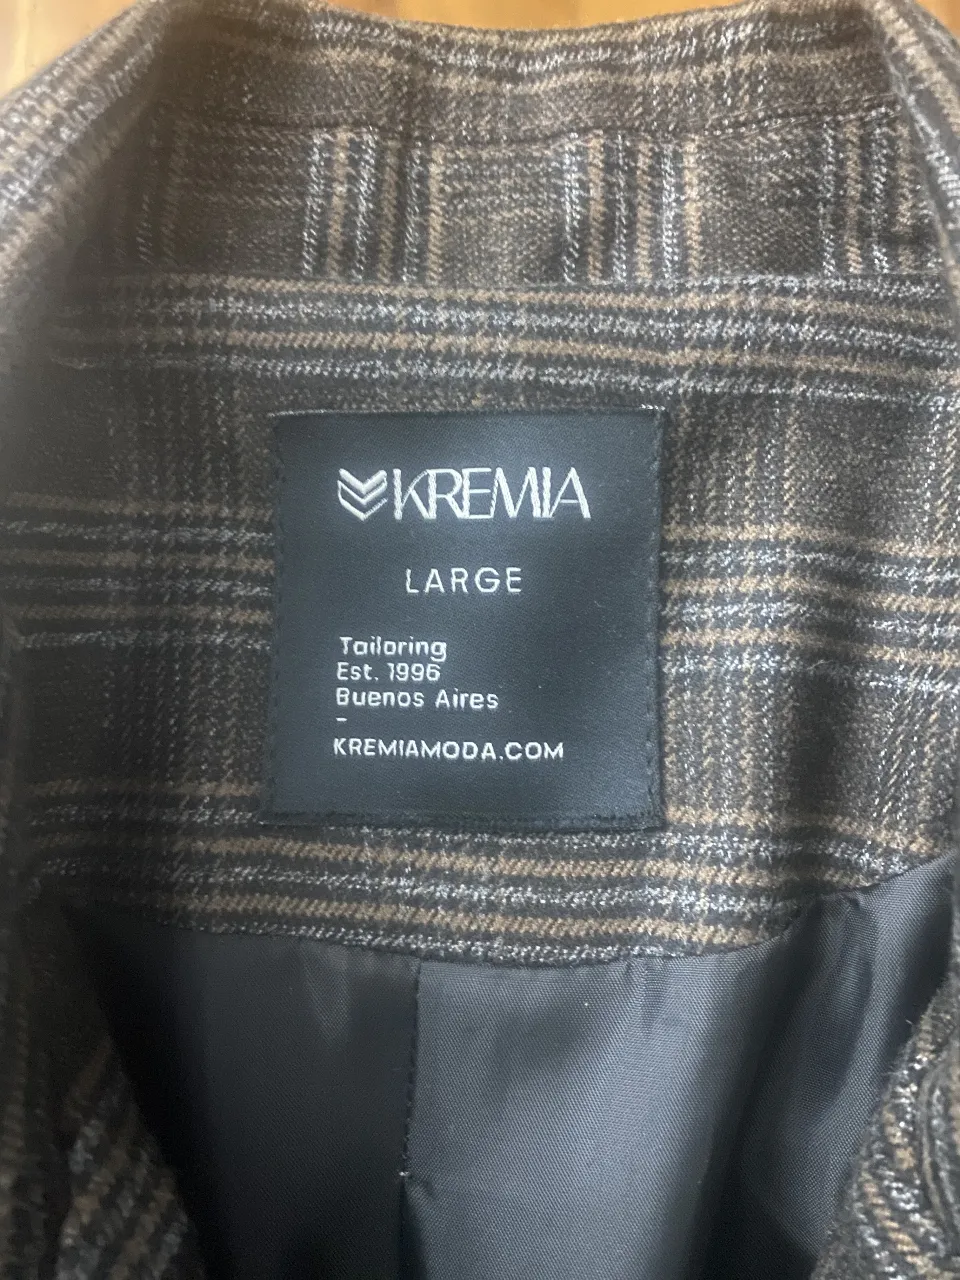 KREMIA
LARGE
Tailoring
Est. 1996
Buenos Aires
-
KREMIAMODA.COM